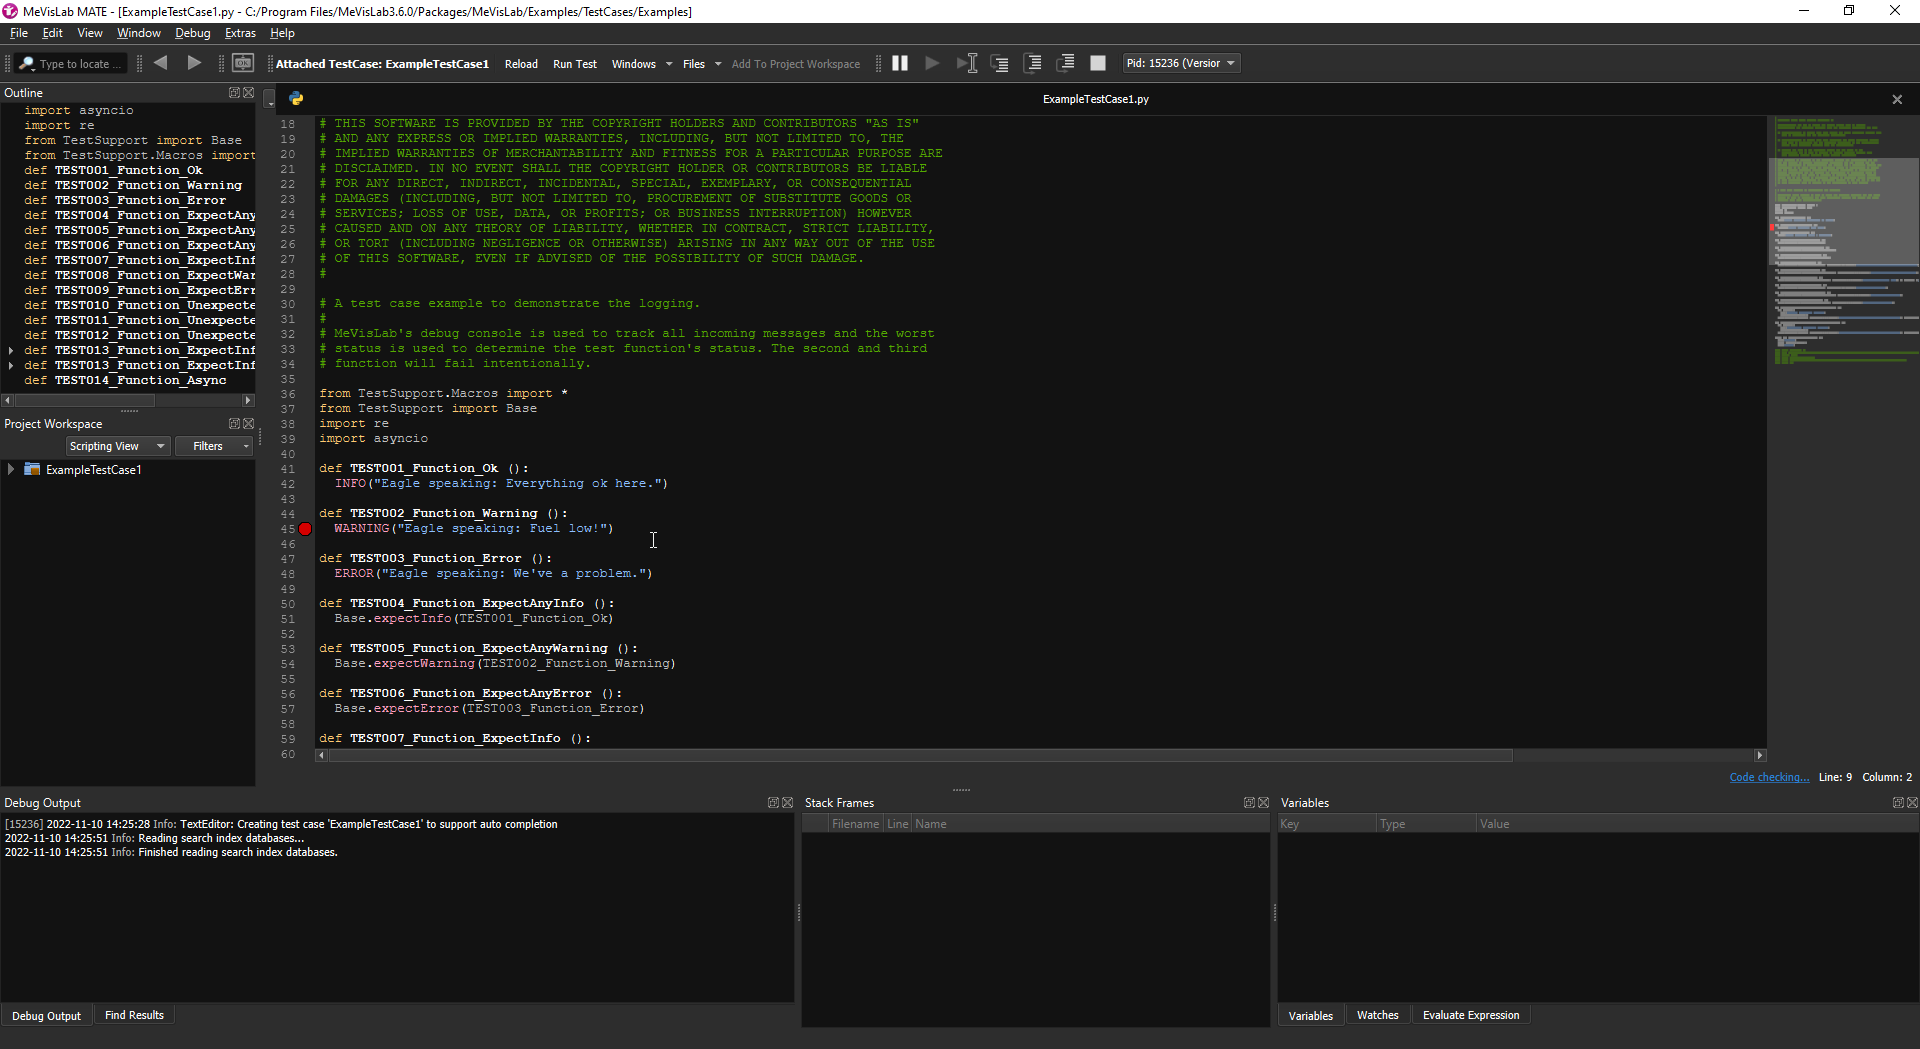 MeVisLab MATE - [ExampleTestCase1.py - C:/Program Files/MeVisLab3.6.0/Packages/MeVisLab/Examples/TestCases/Examples]
File Edit View Window Debug Extras Help
Type to locate ... Attached TestCase: ExampleTestCase1 Reload Run Test Windows Files Add To Project Workspace Pid: 15236 (Version
Outline
import asyncio
import re
from TestSupport import Base
from TestSupport.Macros import
def TEST001_Function_Ok
def TEST002_Function_Warning
def TEST003_Function_Error
def TEST004_Function_ExpectAny
def TEST005_Function_ExpectAny
def TEST006_Function_ExpectAny
def TEST007_Function_ExpectInf
def TEST008_Function_ExpectWar
def TEST009_Function_ExpectErr
def TEST010_Function_Unexpecte
def TEST011_Function_Unexpecte
def TEST012_Function_Unexpecte
def TEST013_Function_ExpectInf
def TEST013_Function_ExpectInf
def TEST014_Function_Async
Project Workspace
Scripting View Filters
ExampleTestCase1
ExampleTestCase1.py
18 # THIS SOFTWARE IS PROVIDED BY THE COPYRIGHT HOLDERS AND CONTRIBUTORS "AS IS"
19 # AND ANY EXPRESS OR IMPLIED WARRANTIES, INCLUDING, BUT NOT LIMITED TO, THE
20 # IMPLIED WARRANTIES OF MERCHANTABILITY AND FITNESS FOR A PARTICULAR PURPOSE ARE
21 # DISCLAIMED. IN NO EVENT SHALL THE COPYRIGHT HOLDER OR CONTRIBUTORS BE LIABLE
22 # FOR ANY DIRECT, INDIRECT, INCIDENTAL, SPECIAL, EXEMPLARY, OR CONSEQUENTIAL
23 # DAMAGES (INCLUDING, BUT NOT LIMITED TO, PROCUREMENT OF SUBSTITUTE GOODS OR
24 # SERVICES; LOSS OF USE, DATA, OR PROFITS; OR BUSINESS INTERRUPTION) HOWEVER
25 # CAUSED AND ON ANY THEORY OF LIABILITY, WHETHER IN CONTRACT, STRICT LIABILITY,
26 # OR TORT (INCLUDING NEGLIGENCE OR OTHERWISE) ARISING IN ANY WAY OUT OF THE USE
27 # OF THIS SOFTWARE, EVEN IF ADVISED OF THE POSSIBILITY OF SUCH DAMAGE.
28 #
29
30 # A test case example to demonstrate the logging.
31 #
32 # MeVisLab's debug console is used to track all incoming messages and the worst
33 # status is used to determine the test function's status. The second and third
34 # function will fail intentionally.
35
36 from TestSupport.Macros import *
37 from TestSupport import Base
38 import re
39 import asyncio
40
41 def TEST001_Function_Ok ():
42 INFO("Eagle speaking: Everything ok here.")
43
44 def TEST002_Function_Warning ():
45 WARNING("Eagle speaking: Fuel low!")
46
47 def TEST003_Function_Error ():
48 ERROR("Eagle speaking: We've a problem.")
49
50 def TEST004_Function_ExpectAnyInfo ():
51 Base.expectInfo(TEST001_Function_Ok)
52
53 def TEST005_Function_ExpectAnyWarning ():
54 Base.expectWarning(TEST002_Function_Warning)
55
56 def TEST006_Function_ExpectAnyError ():
57 Base.expectError(TEST003_Function_Error)
58
59 def TEST007_Function_ExpectInfo ():
60
Code checking... Line: 9 Column: 2
Debug Output
[15236] 2022-11-10 14:25:28 Info: TextEditor: Creating test case 'ExampleTestCase1' to support auto completion
2022-11-10 14:25:51 Info: Reading search index databases...
2022-11-10 14:25:51 Info: Finished reading search index databases.
Debug Output Find Results
Stack Frames
Filename Line Name
Variables
Key Type Value
Variables Watches Evaluate Expression